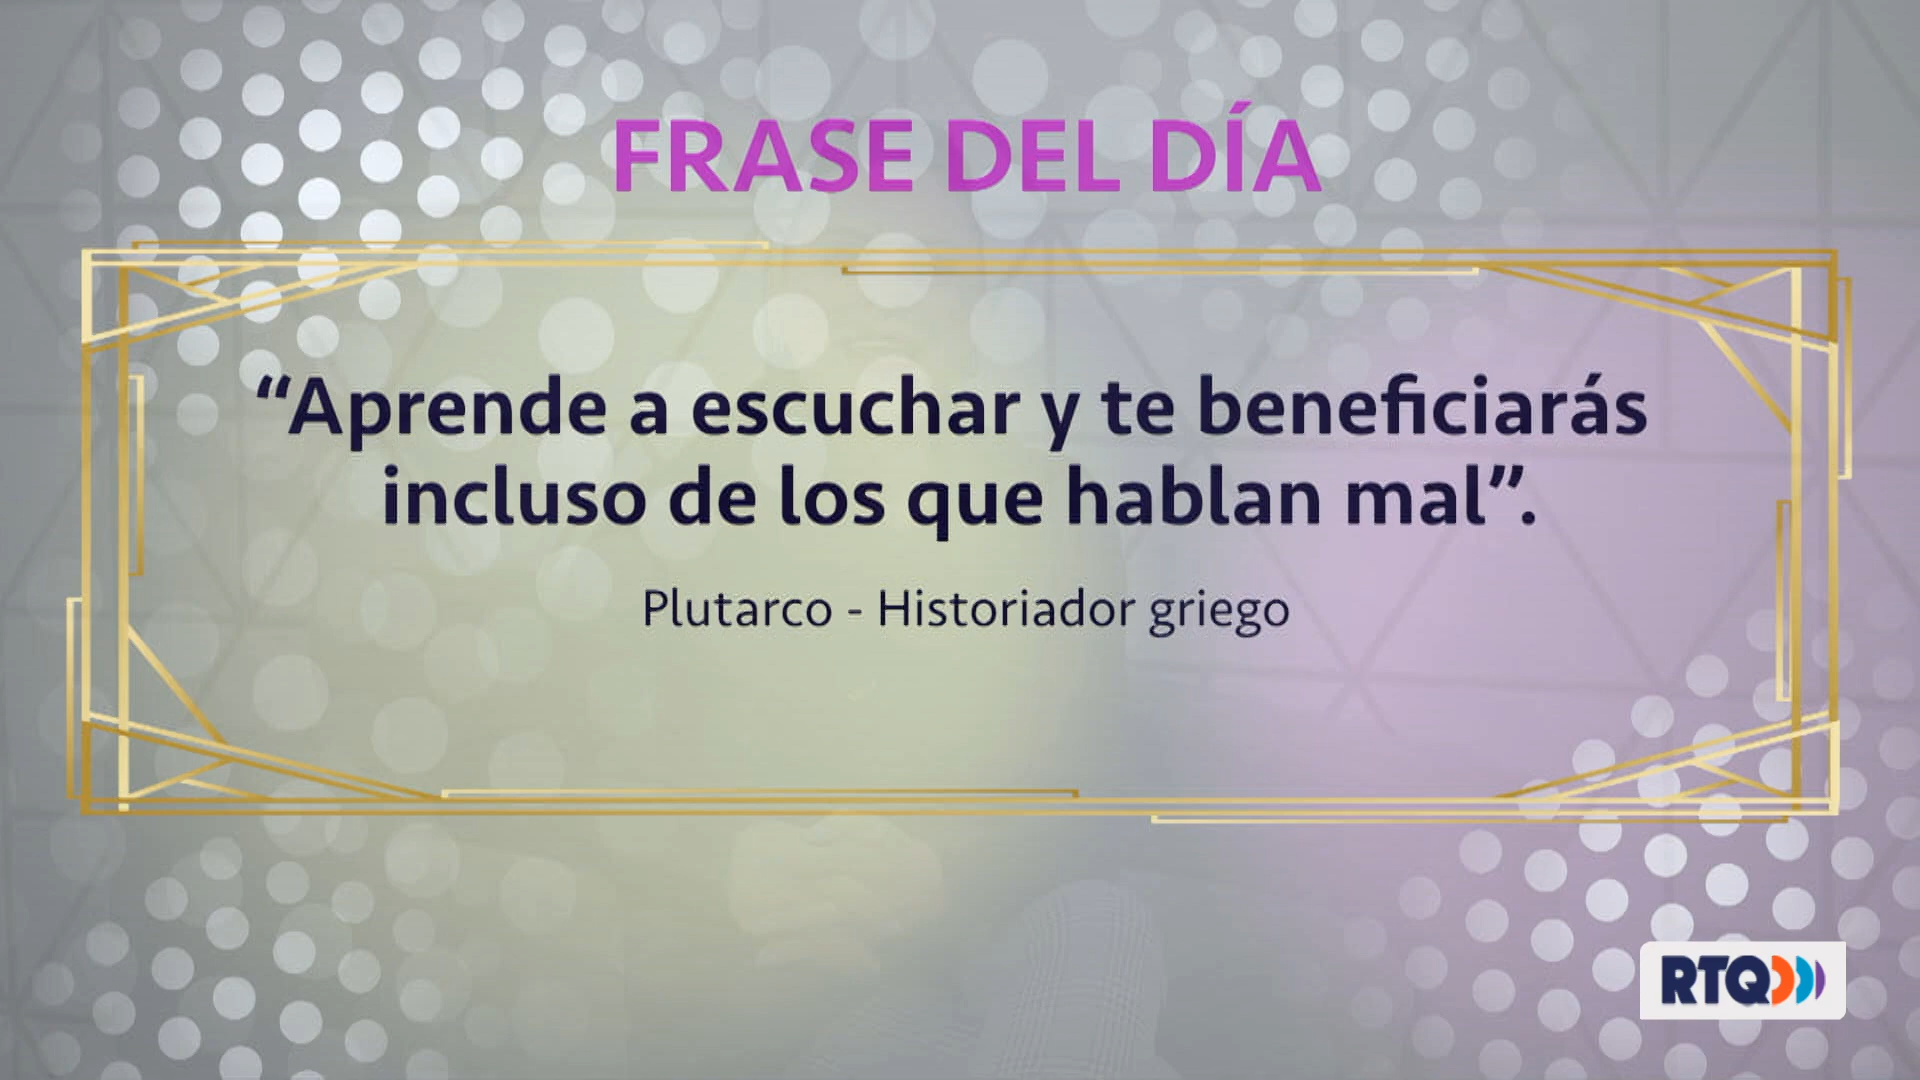 FRASE DEL DÍA
“Aprende a escuchar y te beneficiarás
incluso de los que hablan mal”.
Plutarco - Historiador griego
RTQ